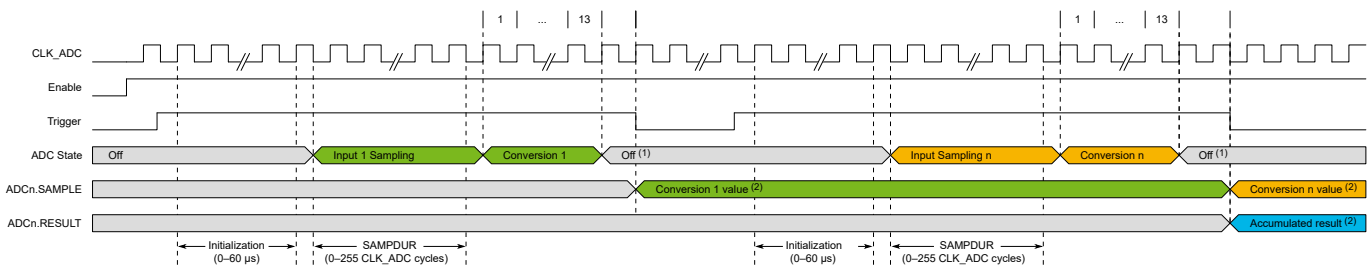 1 ... 13 1 ... 13
CLK_ADC
Enable
Trigger
ADC State Off Input 1 Sampling Conversion 1 Off (1) Input Sampling n Conversion n Off (1)
ADCn.SAMPLE Conversion 1 value (2) Conversion n value (2)
ADCn.RESULT Accumulated result (2)
Initialization SAMPDUR Initialization SAMPDUR
(0–60 µs) (0–255 CLK_ADC cycles) (0–60 µs) (0–255 CLK_ADC cycles)